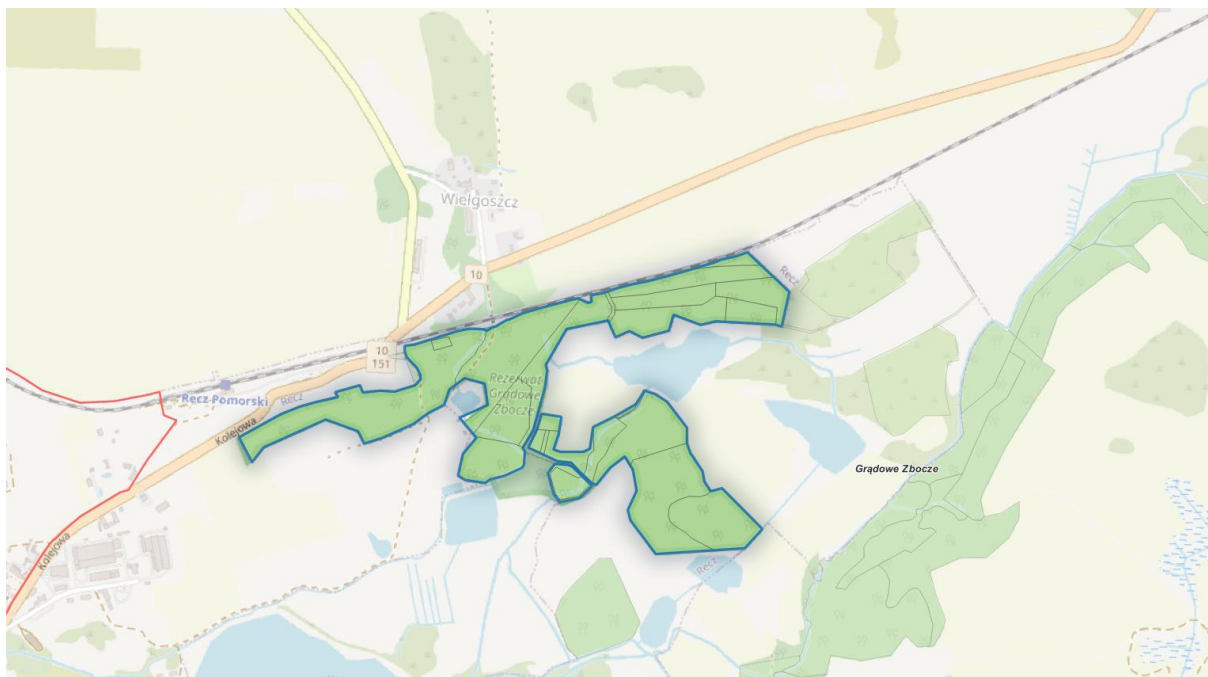 Wielgoszcz
10
Recz
10
151
Recz Pomorski
Recz
Rezerwat
Grądowe
Zbocze
Kolejowa
Grądowe Zbocze
Kolejowa
Recz